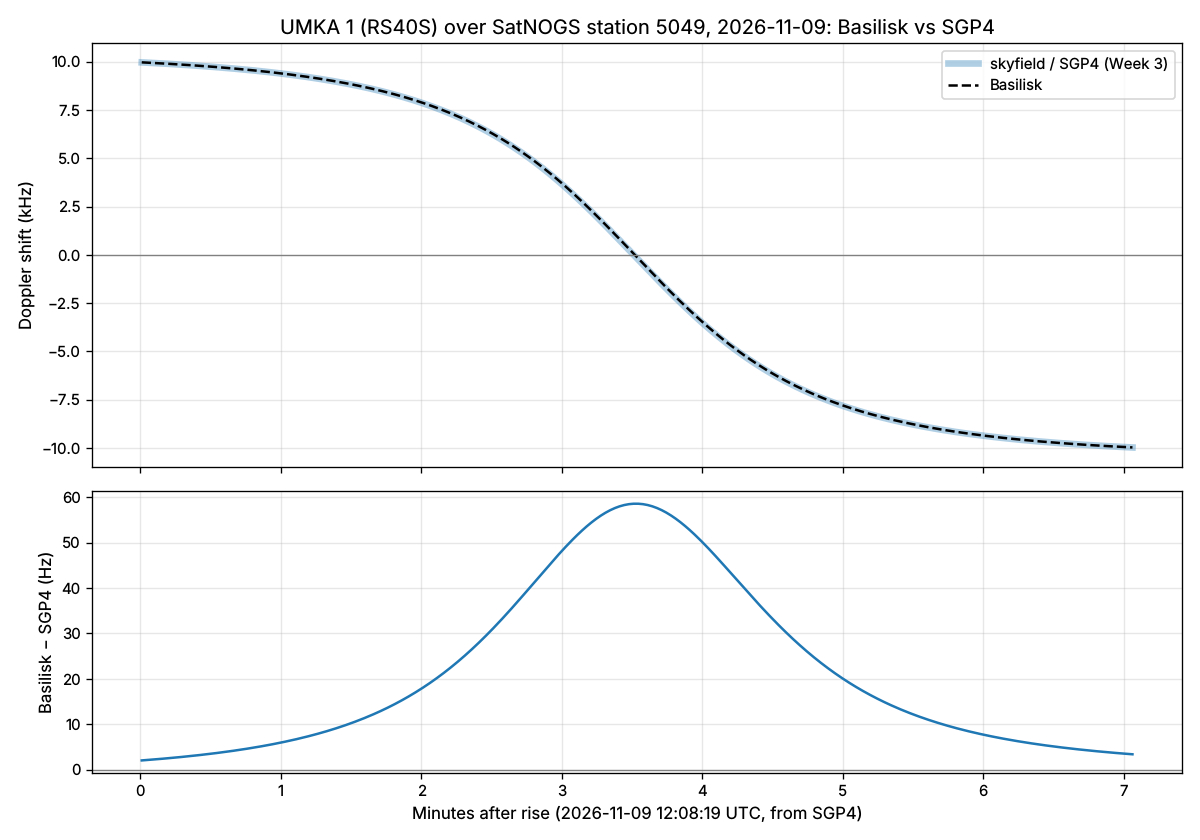 UMKA 1 (RS40S) over SatNOGS station 5049, 2026-11-09: Basilisk vs SGP4
skyfield / SGP4 (Week 3)
Basilisk
Doppler shift (kHz)
10.0
7.5
5.0
2.5
0.0
−2.5
−5.0
−7.5
−10.0
Basilisk − SGP4 (Hz)
60
50
40
30
20
10
0
0 1 2 3 4 5 6 7
Minutes after rise (2026-11-09 12:08:19 UTC, from SGP4)